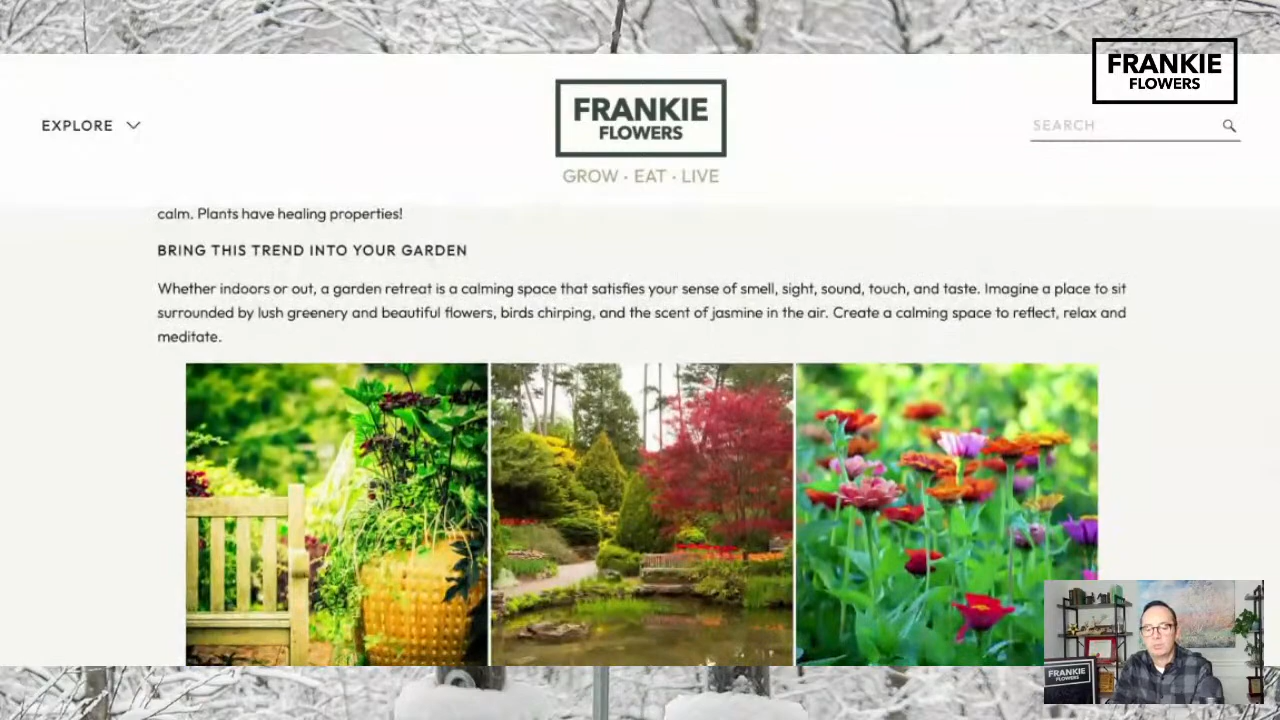 FRANKIE
FLOWERS
EXPLORE
FRANKIE
FLOWERS
SEARCH
GROW · EAT · LIVE
calm. Plants have healing properties!
BRING THIS TREND INTO YOUR GARDEN
Whether indoors or out, a garden retreat is a calming space that satisfies your sense of smell, sight, sound, touch, and taste. Imagine a place to sit
surrounded by lush greenery and beautiful flowers, birds chirping, and the scent of jasmine in the air. Create a calming space to reflect, relax and
meditate.
FRANKIE
FLOWERS